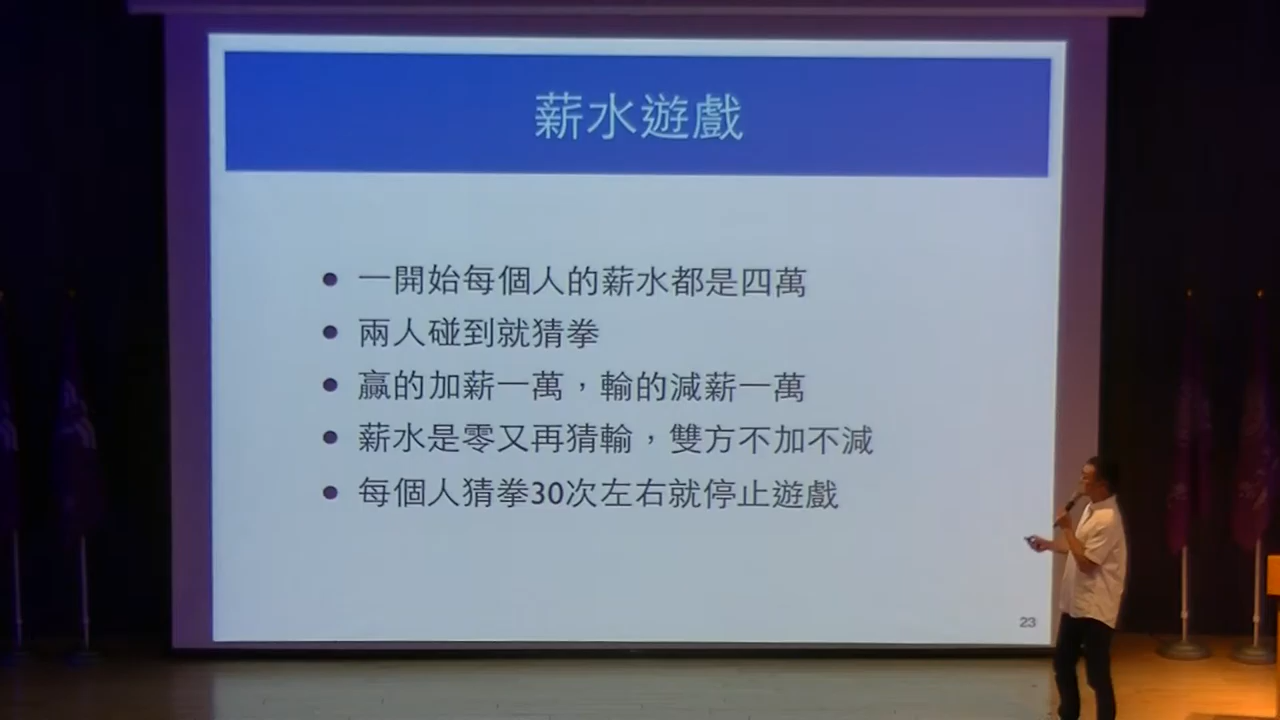 薪水遊戲
● 一開始每個人的薪水都是四萬
● 兩人碰到就猜拳
● 贏的加薪一萬，輸的減薪一萬
● 薪水是零又再猜輸，雙方不加不減
● 每個人猜拳30次左右就停止遊戲
23